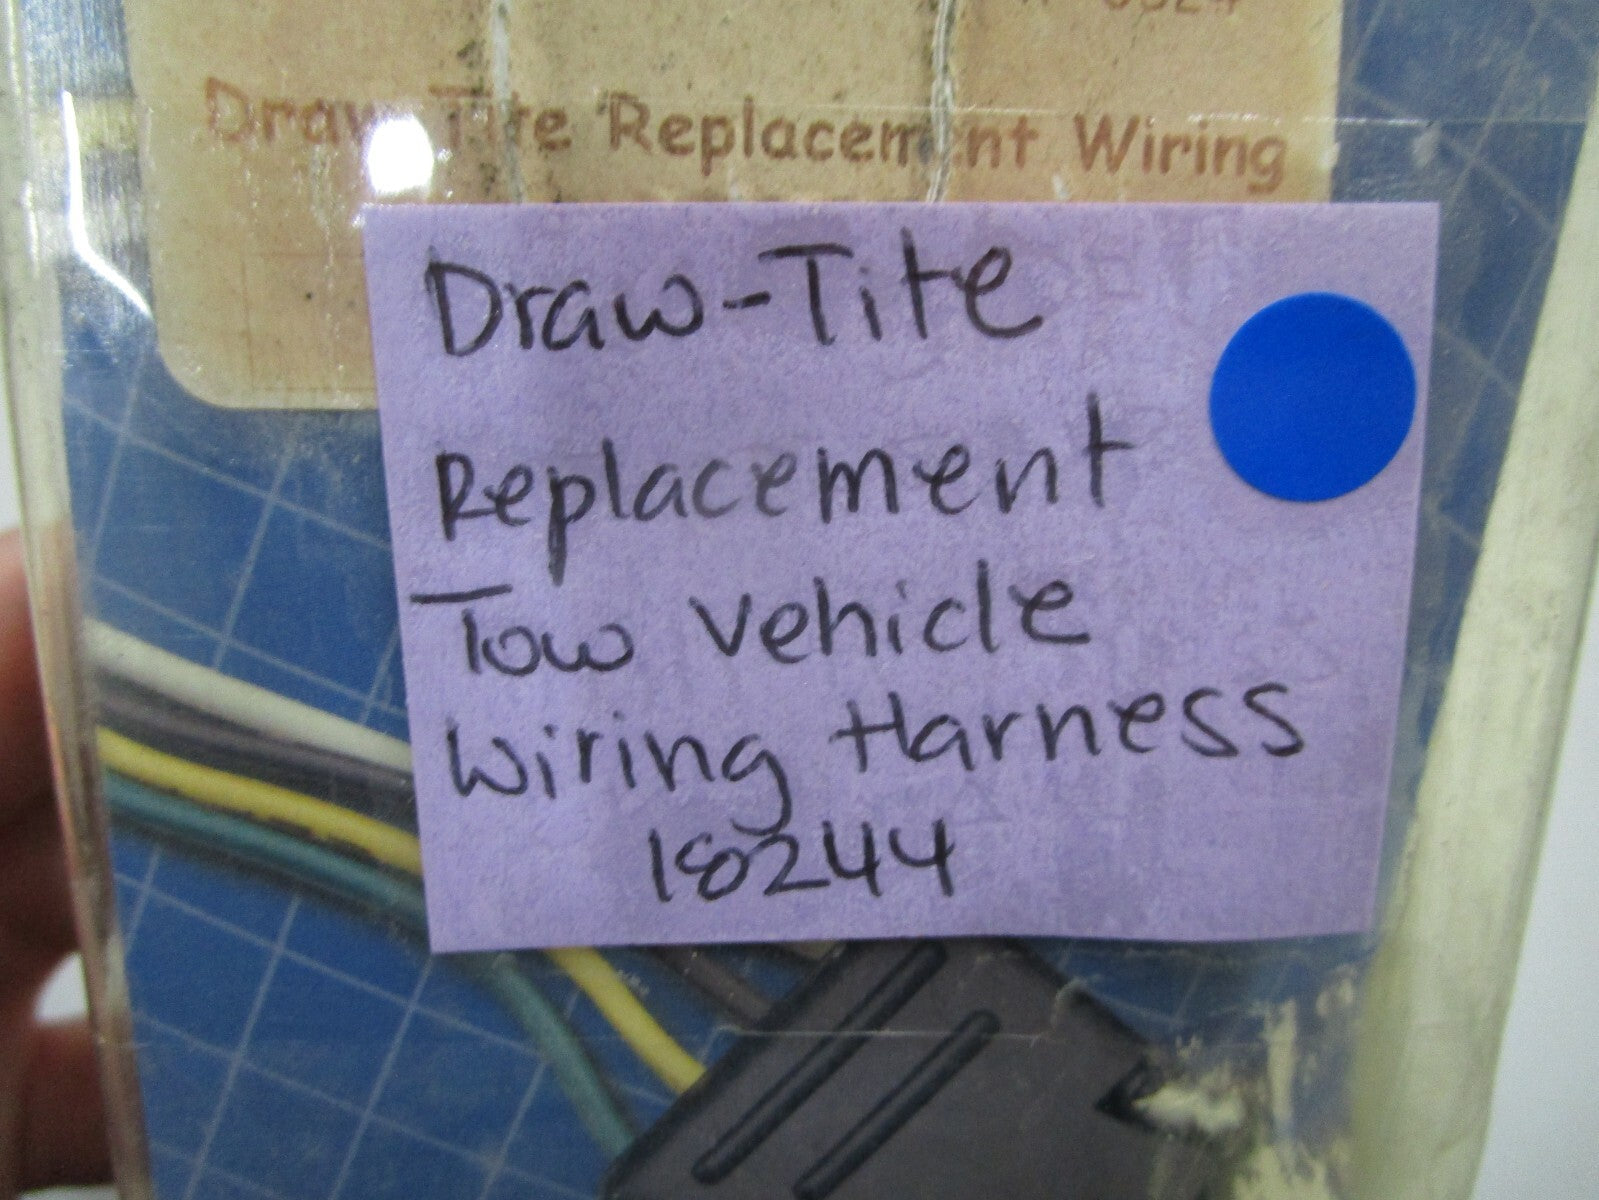 Draw-Tite Replacement Wiring
Draw-Tite
Replacement
Tow Vehicle
Wiring Harness
18244